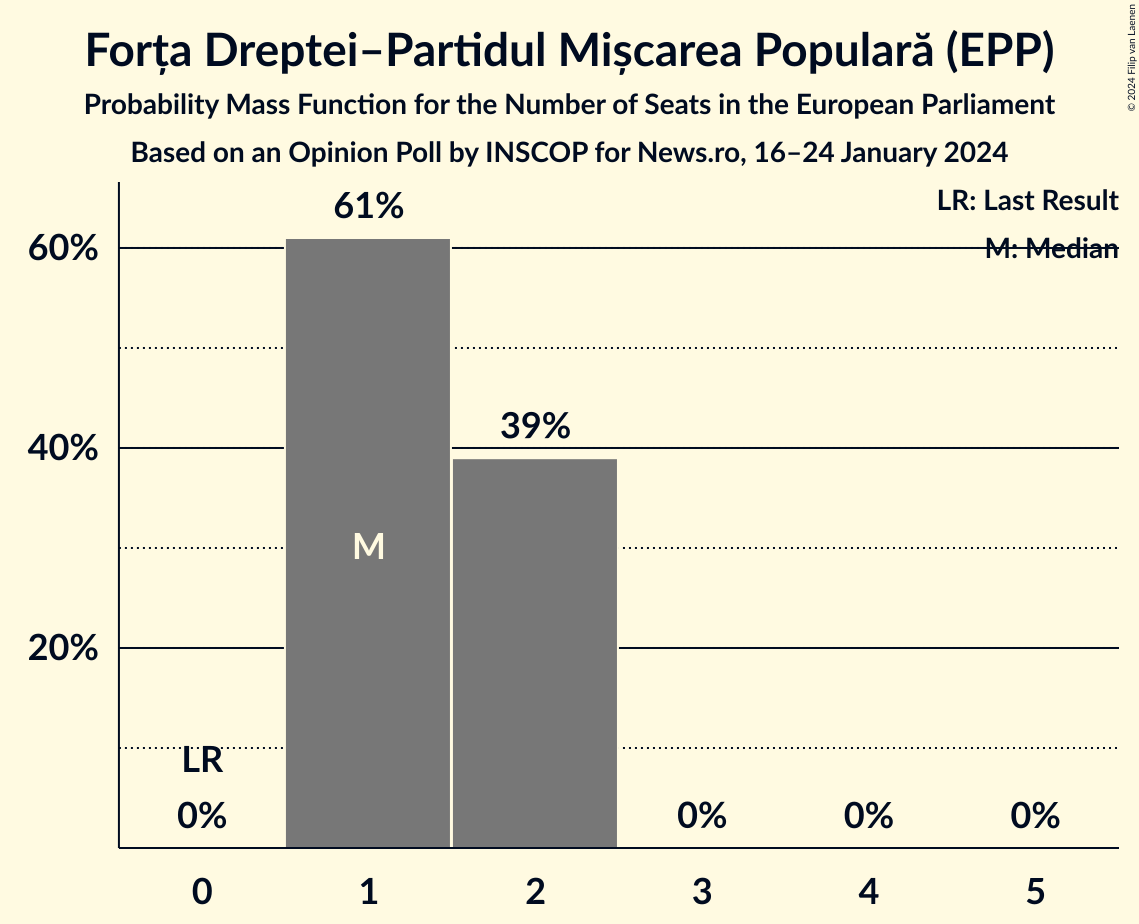 Forța Dreptei–Partidul Mișcarea Populară (EPP)
Probability Mass Function for the Number of Seats in the European Parliament
Based on an Opinion Poll by INSCOP for News.ro, 16–24 January 2024
© 2024 Filip van Laenen
LR: Last Result
M: Median
61%
60%
39%
40%
M
20%
LR
0%
0%
0%
0%
0
1
2
3
4
5